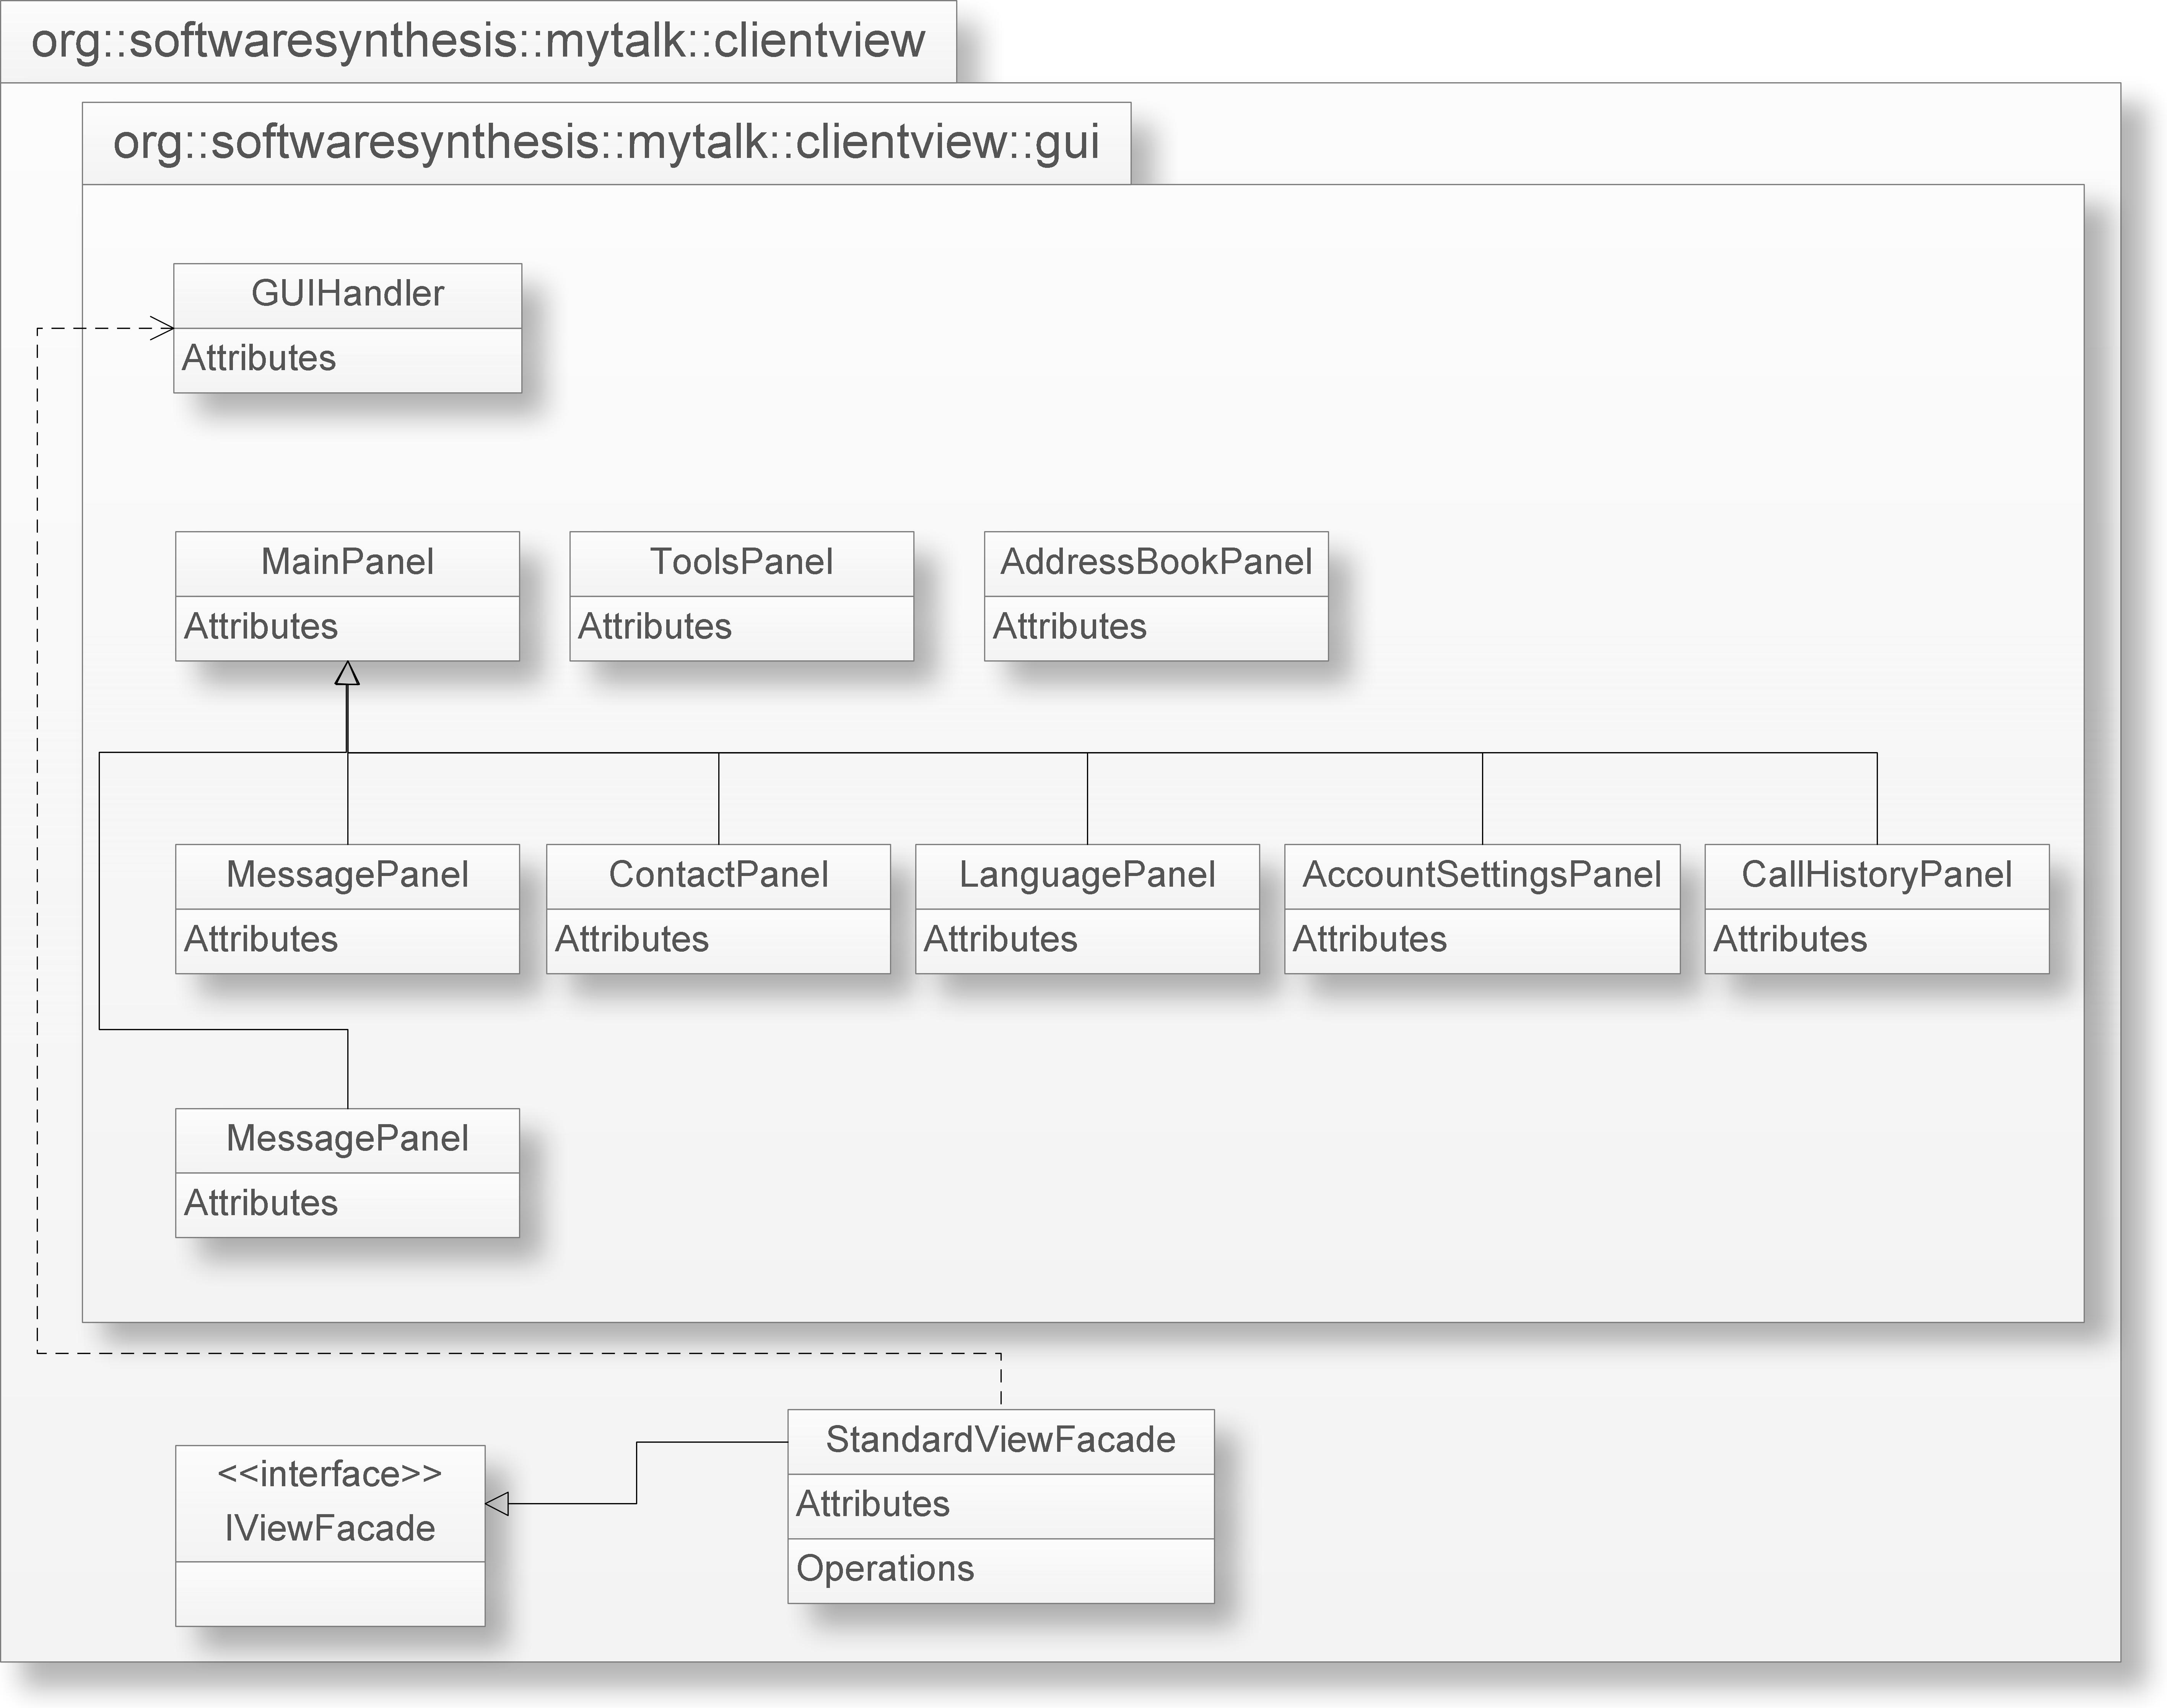 org::softwaresynthesis::mytalk::clientview
org::softwaresynthesis::mytalk::clientview::gui
GUIHandler
Attributes
MainPanel
Attributes
ToolsPanel
Attributes
AddressBookPanel
Attributes
MessagePanel
Attributes
ContactPanel
Attributes
LanguagePanel
Attributes
AccountSettingsPanel
Attributes
CallHistoryPanel
Attributes
MessagePanel
Attributes
<<interface>>
IViewFacade
StandardViewFacade
Attributes
Operations